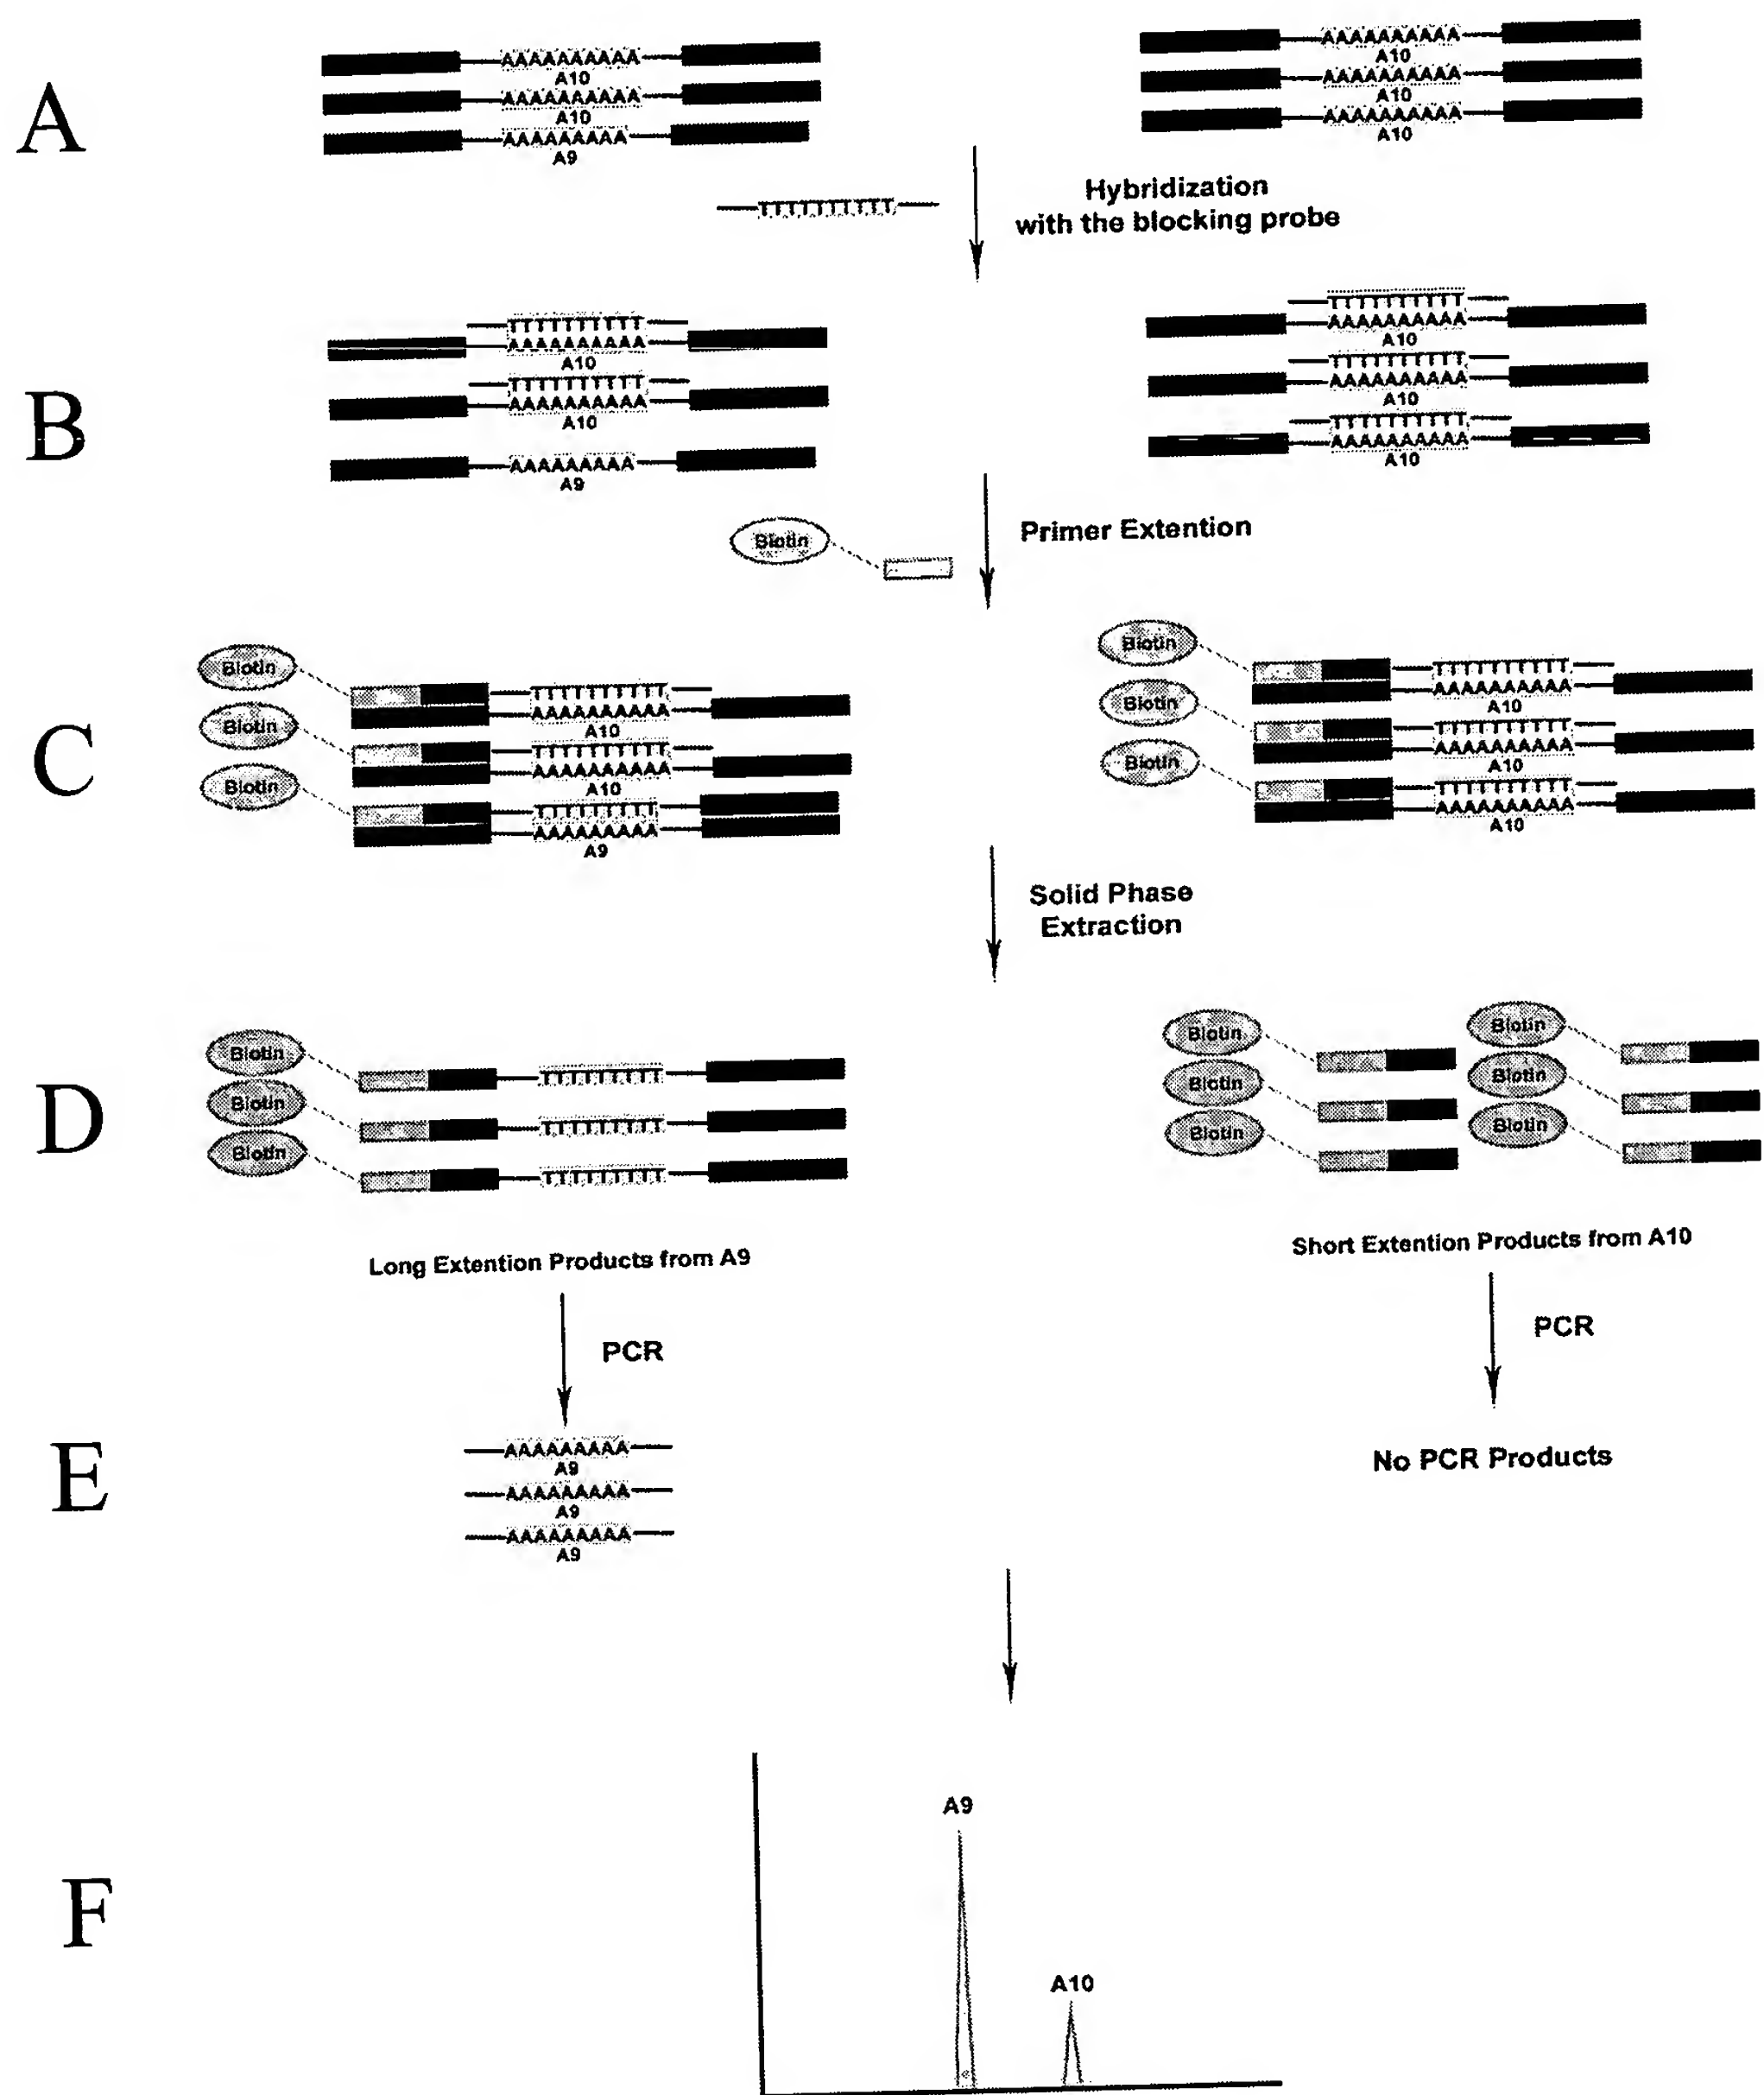 A
AAAAAAAAAA
A10
AAAAAAAAAA
A10
AAAAAAAAA
A9
AAAAAAAAAA
A10
AAAAAAAAAA
A10
AAAAAAAAAA
A10
TTTTTTTTTT
Hybridization
with the blocking probe
B
TTTTTTTTTT
AAAAAAAAAA
A10
TTTTTTTTTT
AAAAAAAAAA
A10
AAAAAAAAA
A9
TTTTTTTTTT
AAAAAAAAAA
A10
TTTTTTTTTT
AAAAAAAAAA
A10
TTTTTTTTTT
AAAAAAAAAA
A10
Biotin
Primer Extention
C
Biotin
Biotin
Biotin
TTTTTTTTTT
AAAAAAAAAA
A10
TTTTTTTTTT
AAAAAAAAAA
A10
TTTTTTTTT
AAAAAAAAA
A9
Biotin
Biotin
Biotin
TTTTTTTTTT
AAAAAAAAAA
A10
TTTTTTTTTT
AAAAAAAAAA
A10
TTTTTTTTTT
AAAAAAAAAA
A10
Solid Phase
Extraction
D
Biotin
Biotin
Biotin
TTTTTTTTT
TTTTTTTTT
TTTTTTTTT
Biotin
Biotin
Biotin
Biotin
Biotin
Biotin
Long Extention Products from A9
Short Extention Products from A10
PCR
PCR
E
AAAAAAAAA
A9
AAAAAAAAA
A9
AAAAAAAAA
A9
No PCR Products
F
A9
A10